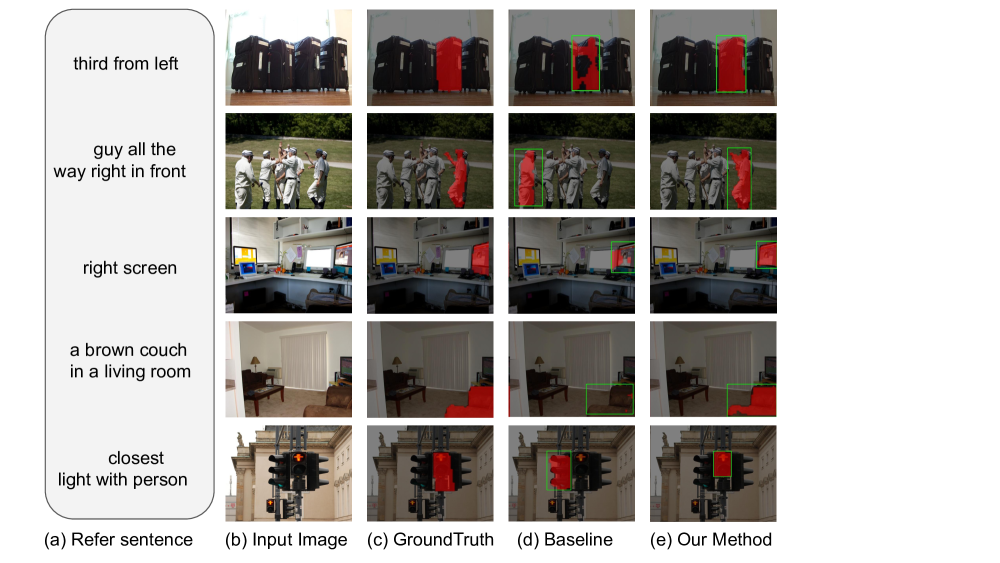 third from left
guy all the
way right in front
right screen
a brown couch
in a living room
closest
light with person
(a) Refer sentence
(b) Input Image
(c) GroundTruth
(d) Baseline
(e) Our Method